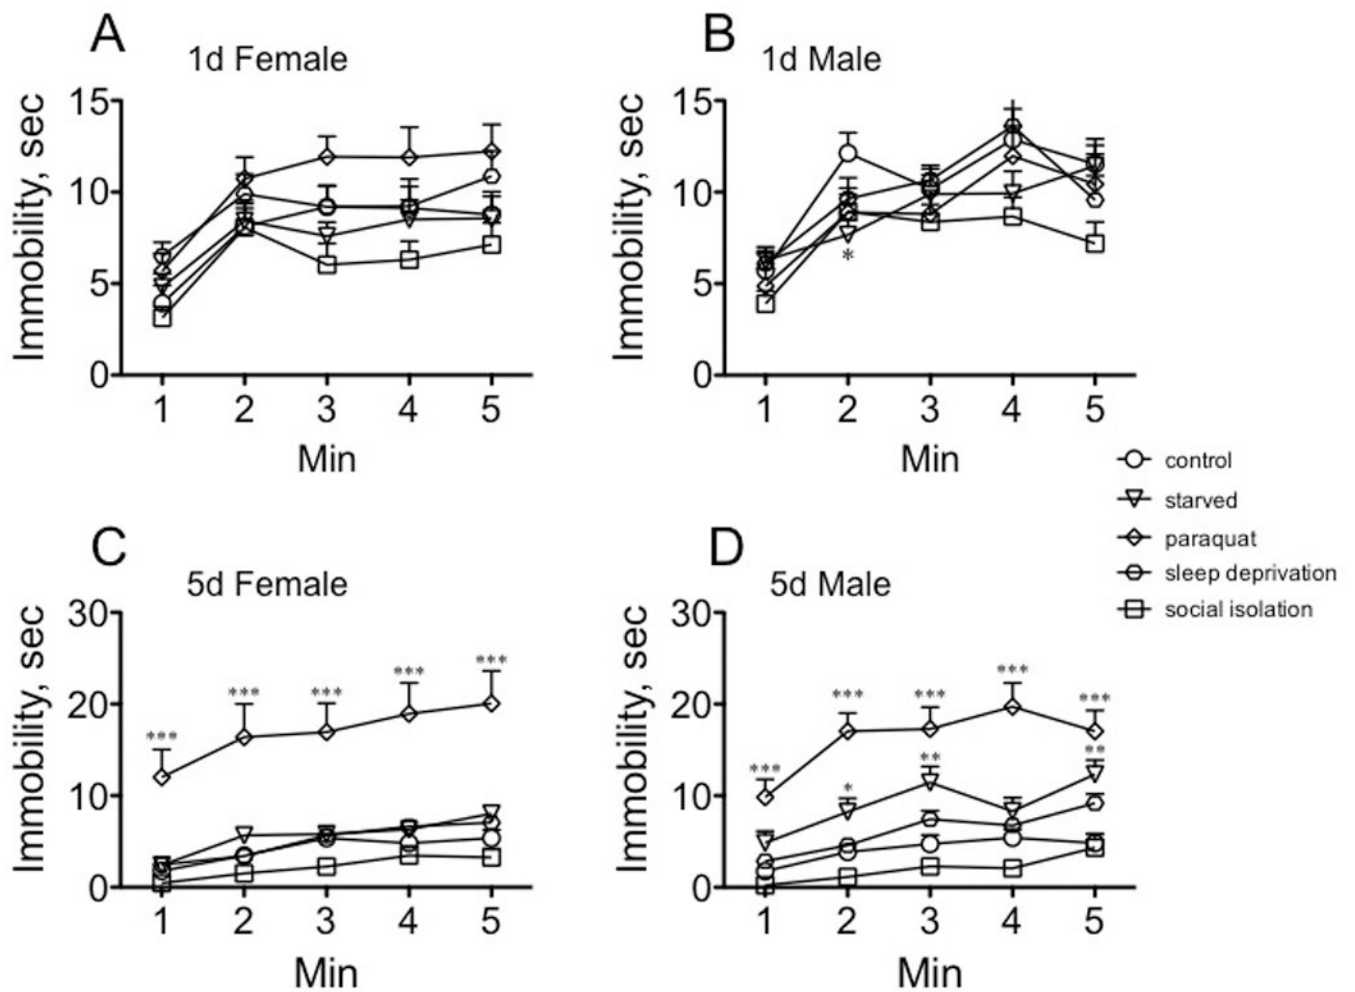 A
1d Female
Immobility, sec
15
10
5
0
1 2 3 4 5
Min
B
1d Male
Immobility, sec
15
10
5
0
*
1 2 3 4 5
Min
control
starved
paraquat
sleep deprivation
social isolation
C
5d Female
Immobility, sec
30
20
10
0
*** *** *** *** ***
1 2 3 4 5
Min
D
5d Male
Immobility, sec
30
20
10
0
*** *** *** *** ***
* ** **
1 2 3 4 5
Min